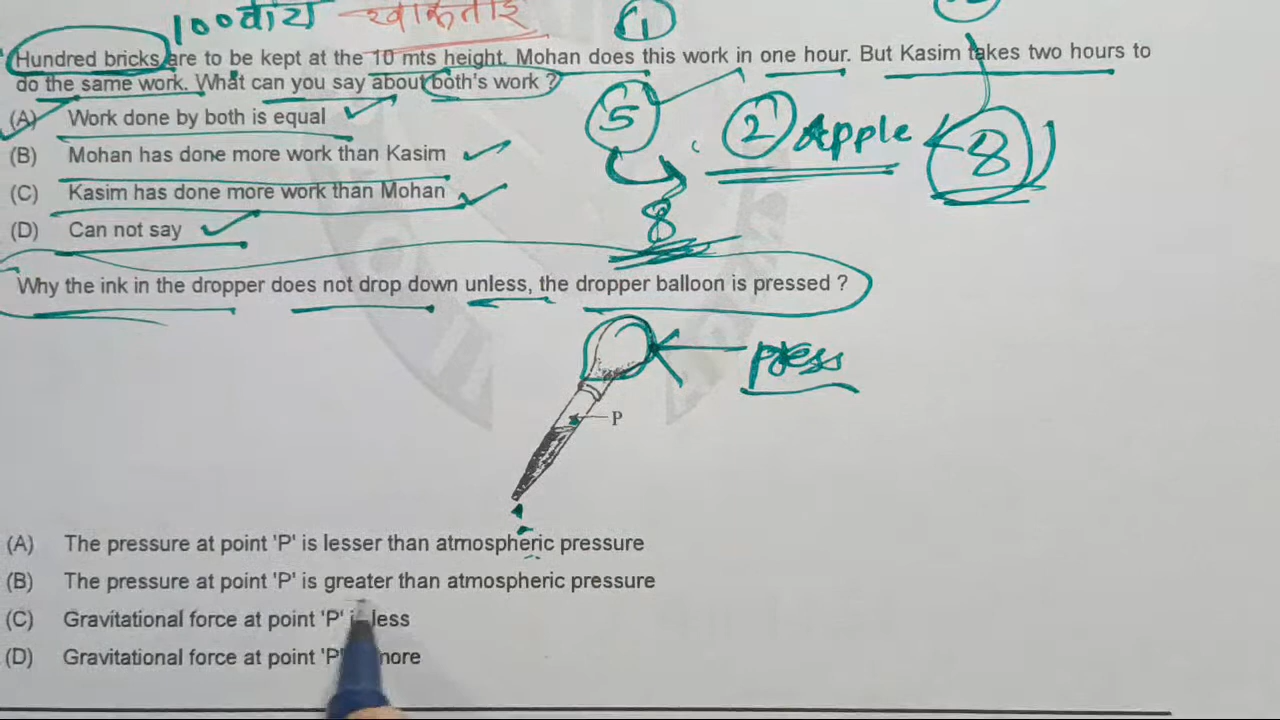 100 वार्य
①
Hundred bricks are to be kept at the 10 mts height. Mohan does this work in one hour. But Kasim takes two hours to
do the same work. What can you say about both's work ?
(A) Work done by both is equal
(B) Mohan has done more work than Kasim
(C) Kasim has done more work than Mohan
(D) Can not say
5
8
② Apple
8
Why the ink in the dropper does not drop down unless, the dropper balloon is pressed ?
press
P
(A) The pressure at point 'P' is lesser than atmospheric pressure
(B) The pressure at point 'P' is greater than atmospheric pressure
(C) Gravitational force at point 'P' is less
(D) Gravitational force at point 'P' more